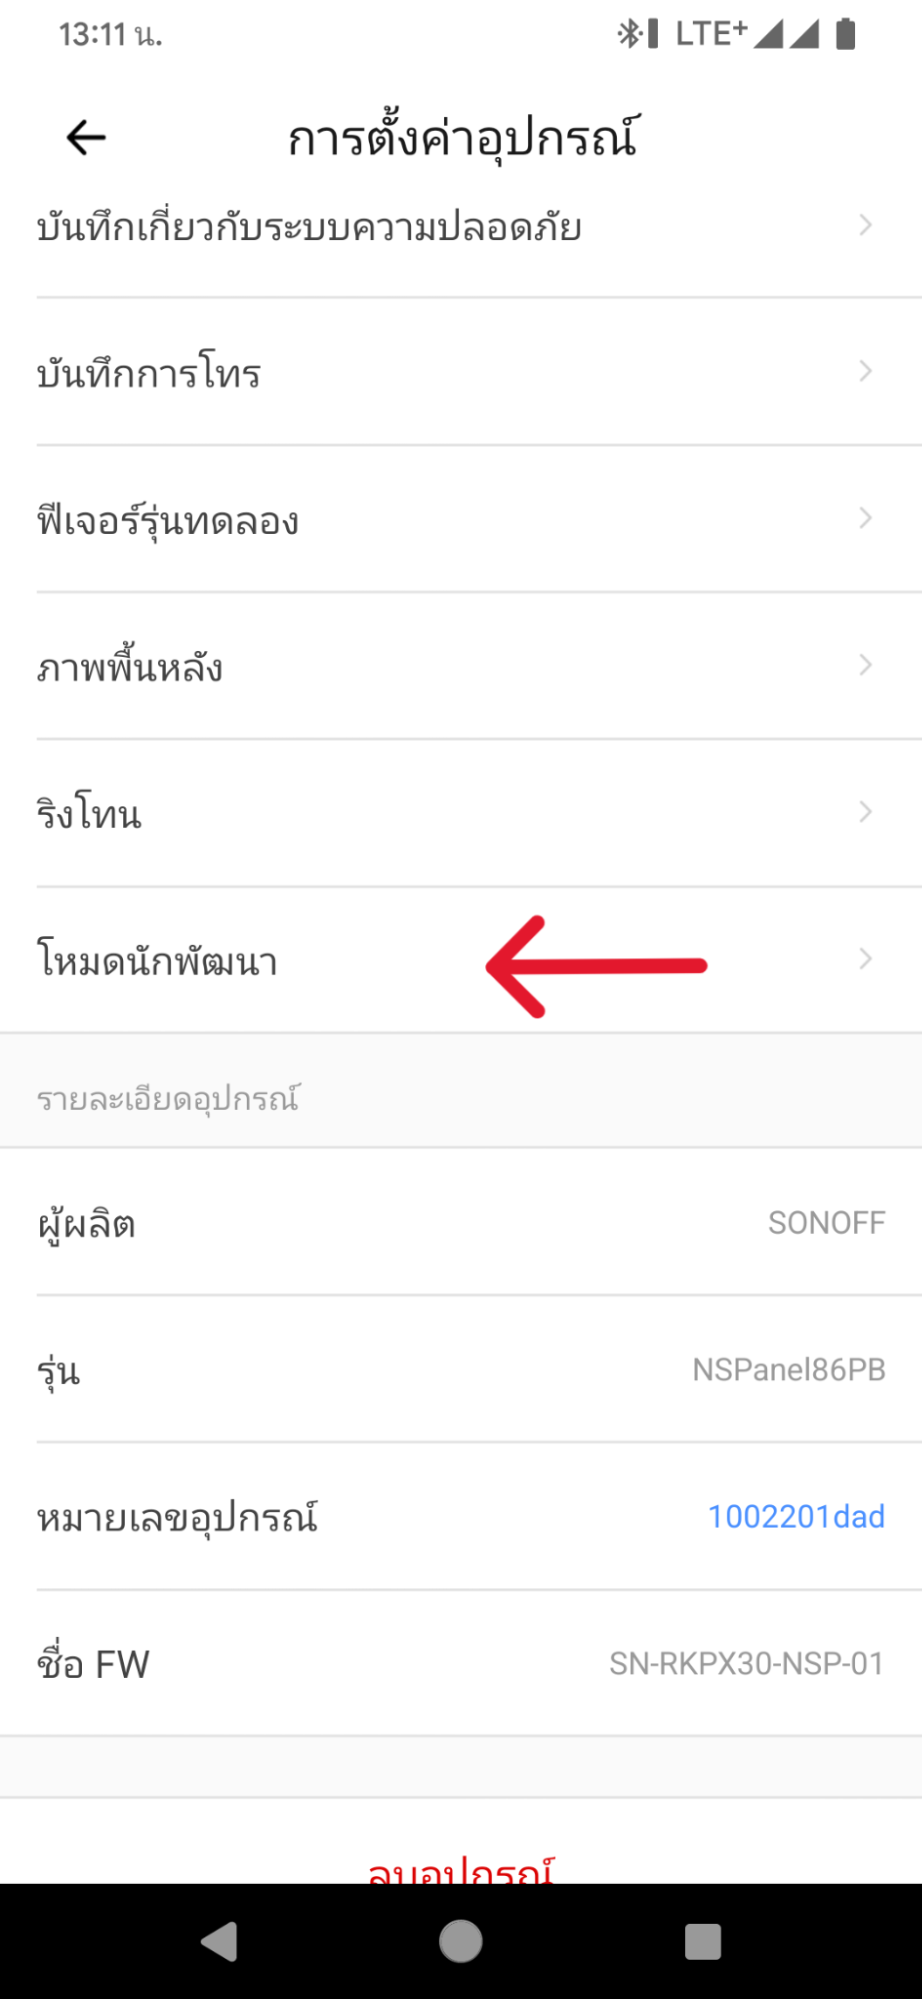 13:11 น.
LTE+
การตั้งค่าอุปกรณ์
บันทึกเกี่ยวกับระบบความปลอดภัย
บันทึกการโทร
ฟีเจอร์รุ่นทดลอง
ภาพพื้นหลัง
ริงโทน
โหมดนักพัฒนา
รายละเอียดอุปกรณ์
ผู้ผลิต SONOFF
รุ่น NSPanel86PB
หมายเลขอุปกรณ์ 1002201dad
ชื่อ FW SN-RKPX30-NSP-01
ลบอุปกรณ์